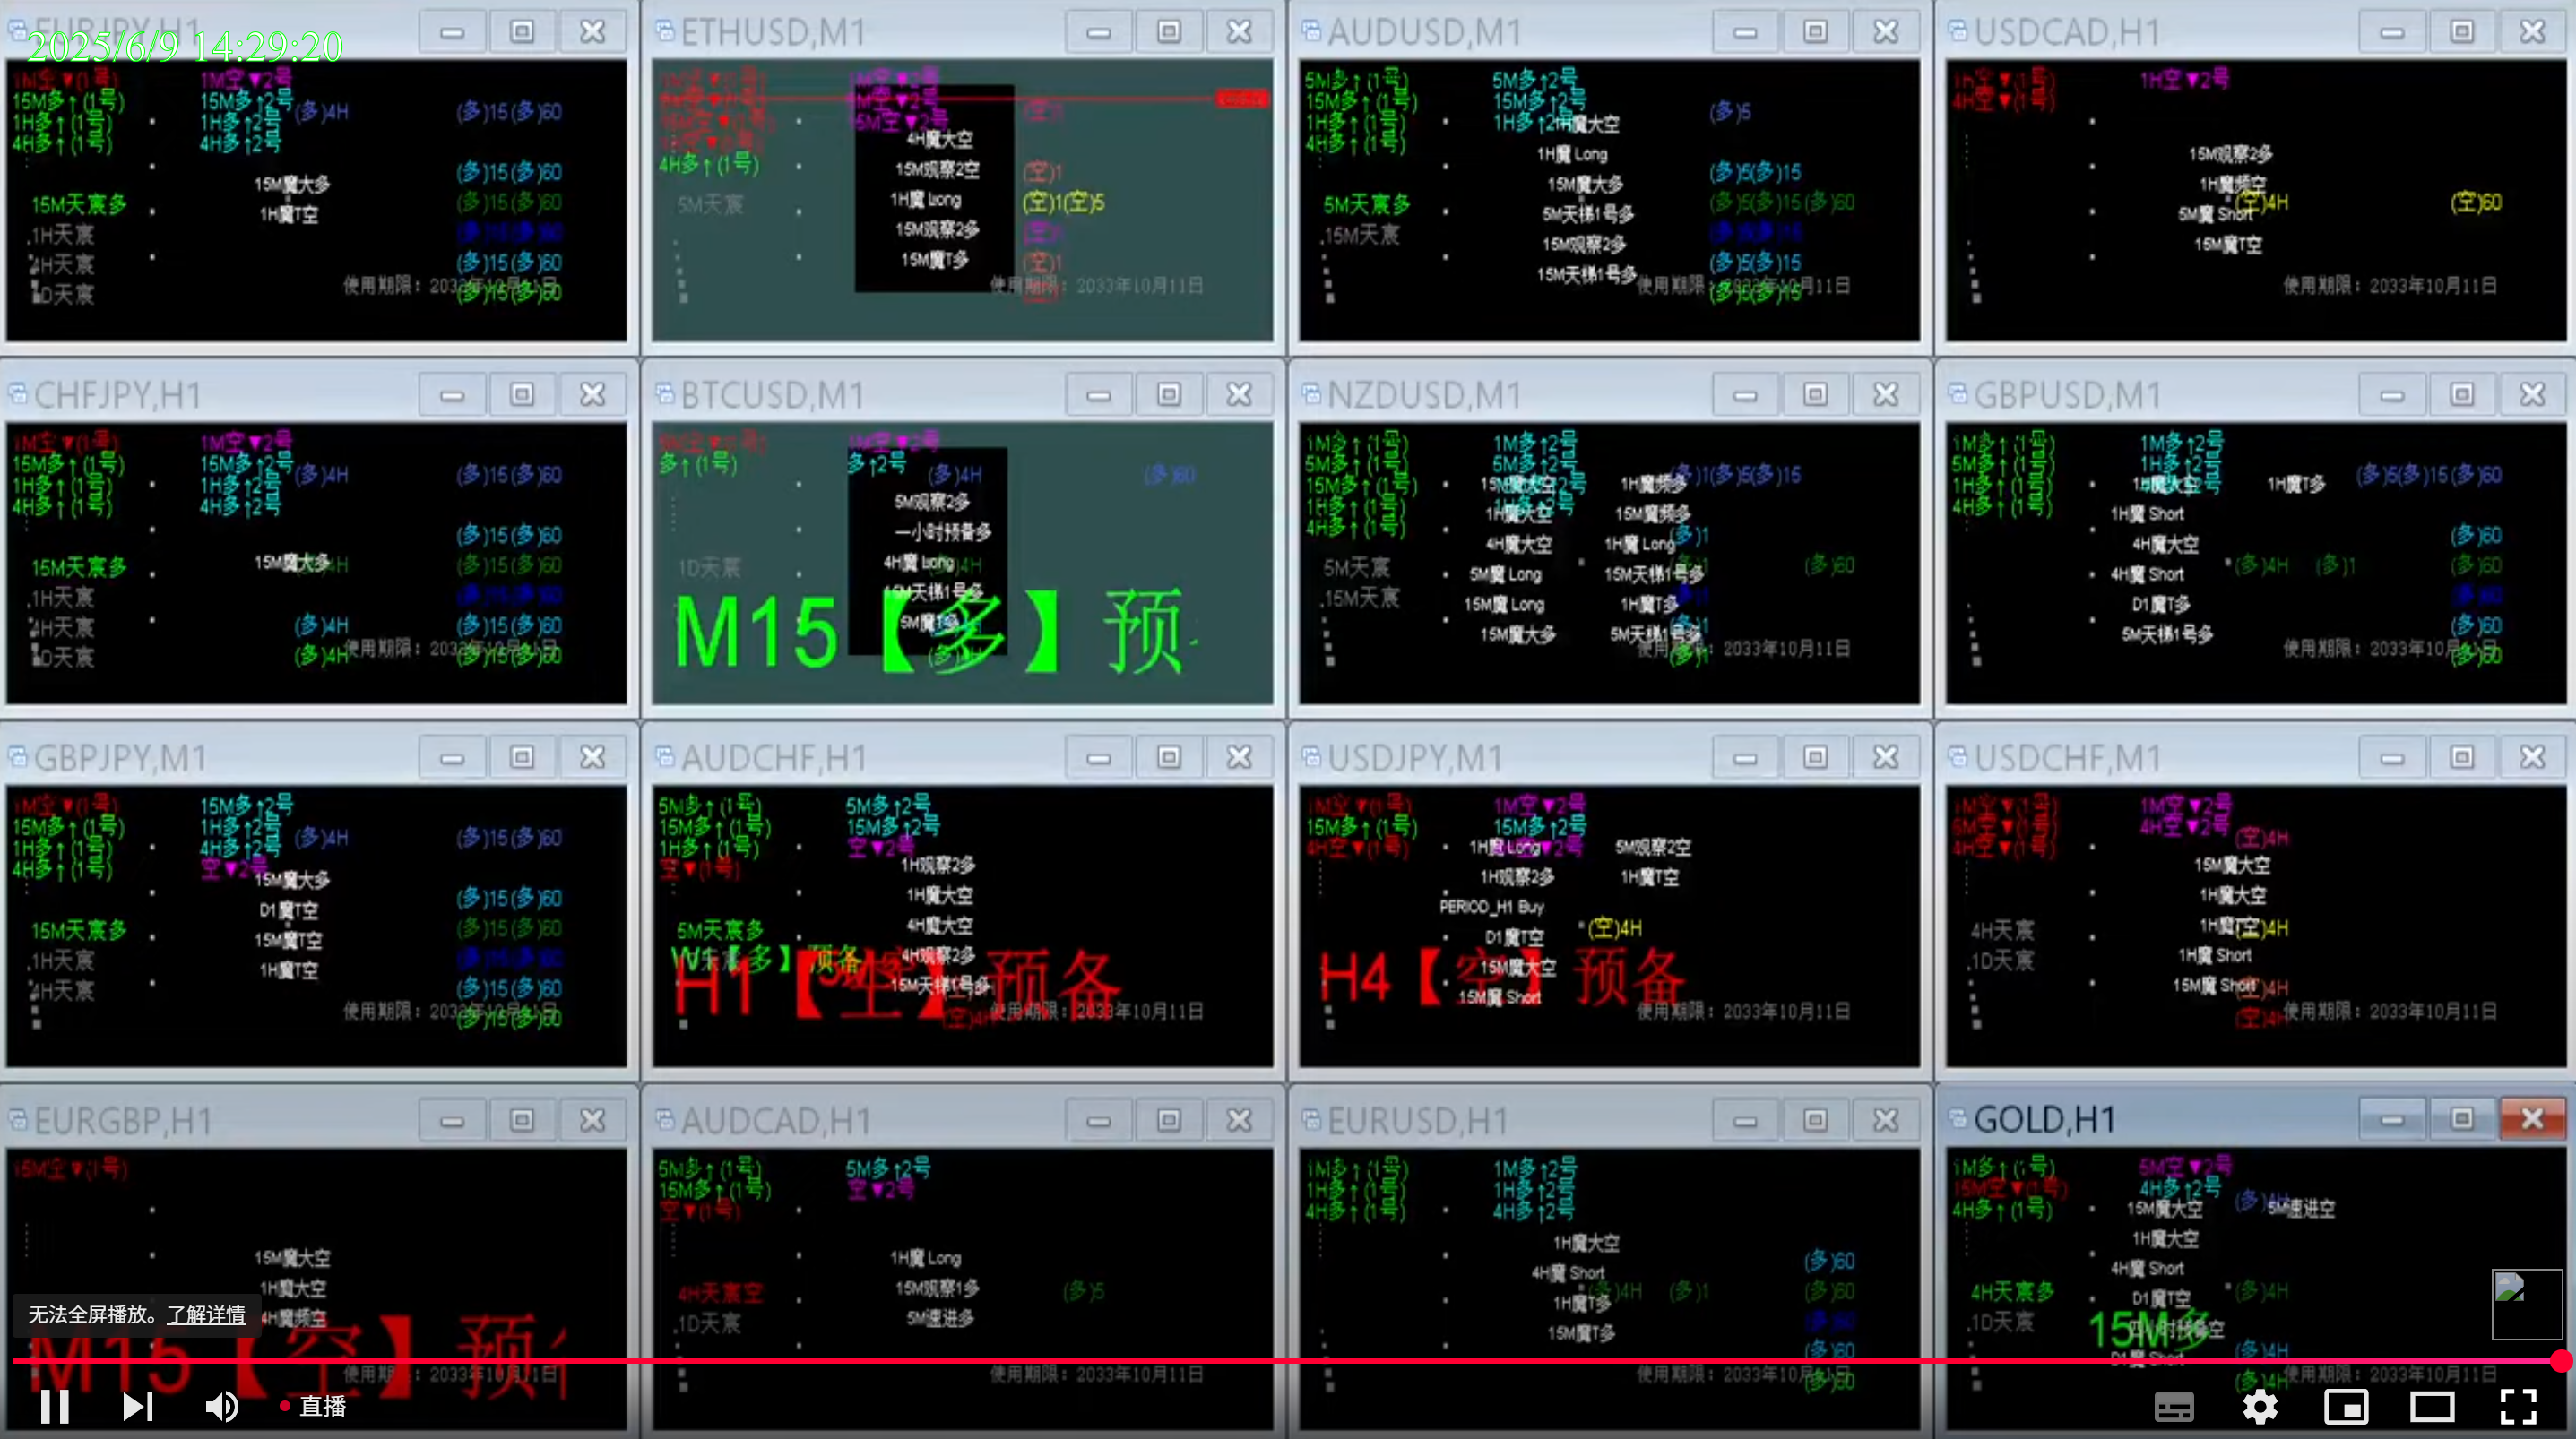 EURJPY,H1
2025/6/9 14:29:20
1M空▼(1号)
1M空▼2号
15M多↑(1号)
15M多↑2号
(多)4H
(多)15(多)60
1H多↑(1号)
1H多↑2号
4H多↑(1号)
4H多↑2号
15M魔大多
(多)15(多)60
15M天宸多
1H魔T空
(多)15(多)60
.1H天宸
(多)15(多)60
4H天宸
(多)15(多)60
D天宸
使用期限：2033年10月11日
(多)15(多)60
ETHUSD,M1
4H多↑(1号)
4H魔大空
15M观察2空
(空)1
5M天宸
1H魔 Long
(空)1(空)5
15M观察2多
15M魔T多
(空)1
使用期限：2033年10月11日
AUDUSD,M1
5M多↑(1号)
5M多↑2号
15M多↑(1号)
15M多↑2号
(多)5
1H多↑(1号)
1H多↑2号
1H魔大空
4H多↑(1号)
1H魔 Long
15M魔大多
(多)5(多)15
5M天宸多
5M天梯1号多
(多)5(多)15(多)60
.15M天宸
15M观察2多
15M天梯1号多
(多)5(多)15
使用期限：2033年10月11日
(多)5(多)15
USDCAD,H1
1H空▼(1号)
1H空▼2号
4H空▼(1号)
15M观察2多
1H魔频空
(空)4H
(空)60
5M魔 Short
15M魔T空
使用期限：2033年10月11日
CHFJPY,H1
1M空▼(1号)
1M空▼2号
15M多↑(1号)
15M多↑2号
(多)4H
(多)15(多)60
1H多↑(1号)
1H多↑2号
4H多↑(1号)
4H多↑2号
(多)15(多)60
15M天宸多
15M魔大多
(多)15(多)60
.1H天宸
(多)15(多)60
4H天宸
(多)4H
(多)15(多)60
D天宸
(多)4H
使用期限：2033年10月11日
(多)15(多)60
BTCUSD,M1
1M空▼2号
多↑(1号)
多↑2号
(多)4H
(多)60
5M观察2多
一小时预备多
1D天宸
4H魔 Long
15M天梯1号多
5M魔T多
M15【多】预
NZDUSD,M1
1M多↑(1号)
1M多↑2号
5M多↑(1号)
5M多↑2号
(多)1(多)5(多)15
15M多↑(1号)
15M魔大空
1H魔频多
1H多↑(1号)
1H魔大空
15M魔频多
4H多↑(1号)
4H魔大空
1H魔 Long
(多)1
5M天宸
5M魔 Long
15M天梯1号多
(多)60
.15M天宸
15M魔 Long
1H魔T多
15M魔大多
5M天梯1号多
使用期限：2033年10月11日
(多)1
GBPUSD,M1
1M多↑(1号)
1M多↑2号
5M多↑(1号)
1H多↑2号
(多)5(多)15(多)60
1H多↑(1号)
1H魔大空
1H魔T多
4H多↑(1号)
1H魔 Short
4H魔大空
(多)60
4H魔 Short
(多)4H
(多)1
(多)60
D1魔T多
(多)60
5M天梯1号多
(多)60
使用期限：2033年10月11日
(多)60
GBPJPY,M1
1M空▼(1号)
15M多↑2号
15M多↑(1号)
1H多↑2号
(多)4H
(多)15(多)60
1H多↑(1号)
4H多↑2号
4H多↑(1号)
空▼2号
15M魔大多
(多)15(多)60
D1魔T空
15M天宸多
15M魔T空
(多)15(多)60
.1H天宸
1H魔T空
(多)15(多)60
4H天宸
(多)15(多)60
使用期限：2033年10月11日
(多)15(多)60
AUDCHF,H1
5M多↑(1号)
5M多↑2号
15M多↑(1号)
15M多↑2号
1H多↑(1号)
空▼2号
空▼(1号)
1H观察2多
1H魔大空
5M天宸多
4H魔大空
W1【多】预备
4H观察2多
H1【空】预备
15M天梯1号多
(空)4H
使用期限：2033年10月11日
USDJPY,M1
1M空▼(1号)
1M空▼2号
15M多↑(1号)
15M多↑2号
4H空▼(1号)
空▼2号
1H魔 Long
5M观察2空
1H观察2多
1H魔T空
PERIOD_H1 Buy
D1魔T空
(空)4H
15M魔大空
H4【空】预备
15M魔 Short
使用期限：2033年10月11日
USDCHF,M1
1M空▼(1号)
1M空▼2号
5M空▼(1号)
4H空▼2号
(空)4H
4H空▼(1号)
15M魔大空
1H魔大空
4H天宸
1H魔T空
(空)4H
.1D天宸
1H魔 Short
15M魔 Short
(空)4H
(空)4H
使用期限：2033年10月11日
EURGBP,H1
15M空▼(1号)
15M魔大空
1H魔大空
无法全屏播放。了解详情
4H魔频空
M15【空】预
使用期限：2033年10月11日
直播
AUDCAD,H1
5M多↑(1号)
5M多↑2号
15M多↑(1号)
空▼2号
空▼(1号)
1H魔 Long
4H天宸空
15M观察1多
(多)5
.1D天宸
5M速进多
使用期限：2033年10月11日
EURUSD,H1
1M多↑(1号)
1M多↑2号
1H多↑(1号)
1H多↑2号
4H多↑(1号)
4H多↑2号
1H魔大空
(多)60
4H魔 Short
(多)4H
(多)1
(多)60
1H魔T多
15M魔T多
(多)60
(多)60
使用期限：2033年10月11日
(多)60
GOLD,H1
1M多↑(1号)
5M空▼2号
15M空▼(1号)
4H多↑2号
(多)4H
4H多↑(1号)
15M魔大空
5M速进空
1H魔大空
4H魔 Short
4H天宸多
D1魔T空
(多)4H
.1D天宸
15M多
四小时预备空
D1魔 Short
(多)4H
(多)4H
使用期限：2033年10月11日